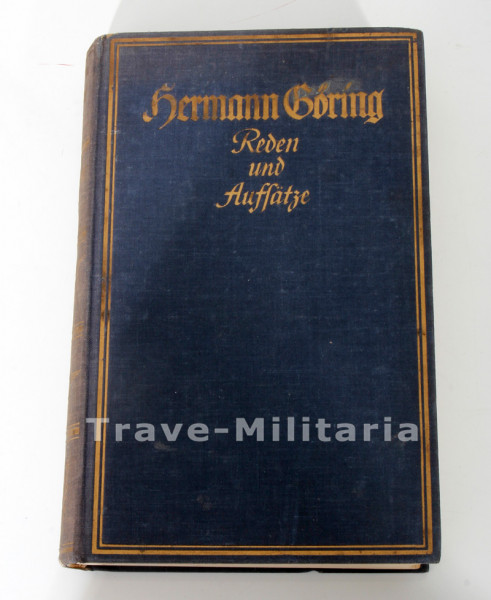 Hermann Göring
Reden
und
Aufsätze
Trave-Militaria